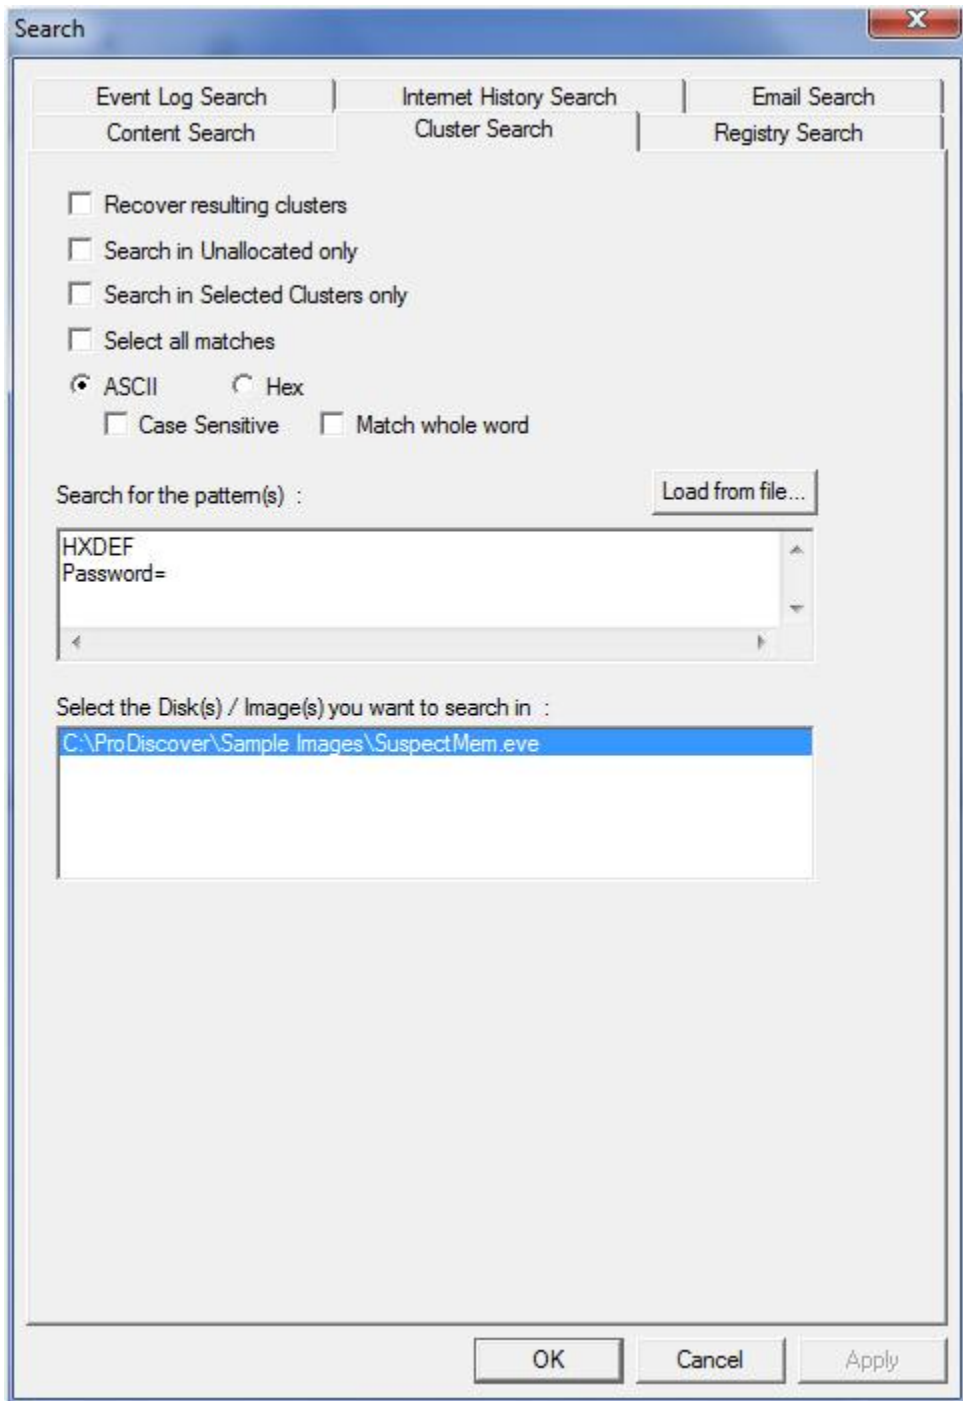 Search
Event Log Search Internet History Search Email Search
Content Search Cluster Search Registry Search
Recover resulting clusters
Search in Unallocated only
Search in Selected Clusters only
Select all matches
ASCII Hex
Case Sensitive Match whole word
Search for the pattern(s) : Load from file...
HXDEF
Password=
Select the Disk(s) / Image(s) you want to search in :
C:\ProDiscover\Sample Images\SuspectMem.eve
OK Cancel Apply